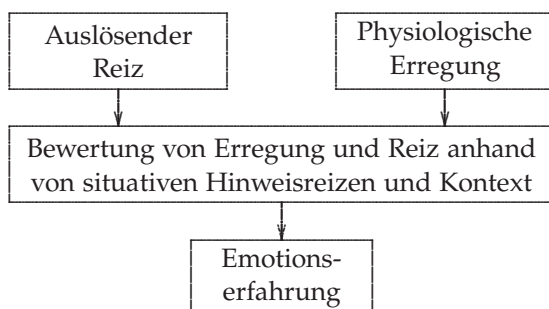 Auslösender
Reiz
Physiologische
Erregung
Bewertung von Erregung und Reiz anhand
von situativen Hinweisreizen und Kontext
Emotions-
erfahrung